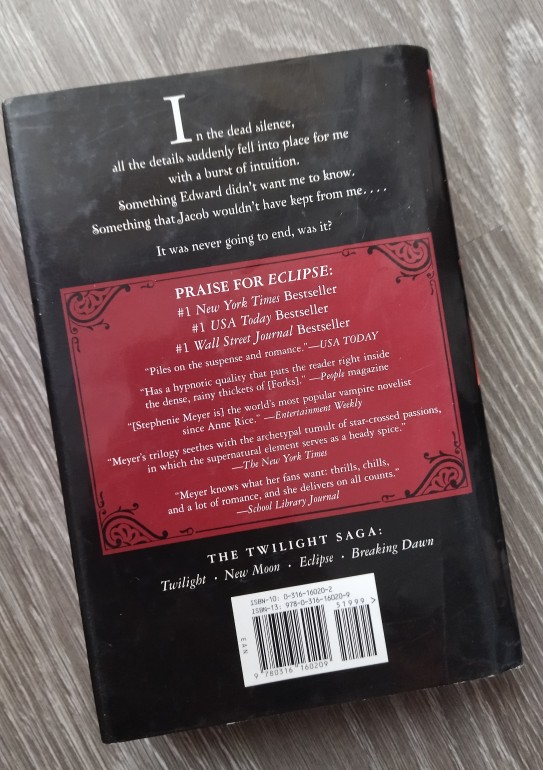 In the dead silence,
all the details suddenly fell into place for me
with a burst of intuition.
Something Edward didn't want me to know.
Something that Jacob wouldn't have kept from me. . . .
It was never going to end, was it?
PRAISE FOR ECLIPSE:
#1 New York Times Bestseller
#1 USA Today Bestseller
#1 Wall Street Journal Bestseller
"Piles on the suspense and romance."—USA TODAY
"Has a hypnotic quality that puts the reader right inside
the dense, rainy thickets of [Forks]." —People magazine
"[Stephenie Meyer is] the world's most popular vampire novelist
since Anne Rice." —Entertainment Weekly
"Meyer's trilogy seethes with the archetypal tumult of star-crossed passions,
in which the supernatural element serves as a heady spice."
—The New York Times
"Meyer knows what her fans want: thrills, chills,
and a lot of romance, and she delivers on all counts."
—School Library Journal
THE TWILIGHT SAGA:
Twilight · New Moon · Eclipse · Breaking Dawn
ISBN-10: 0-316-16020-2
ISBN-13: 978-0-316-16020-9
51999 >
EAN
9 780316 160209